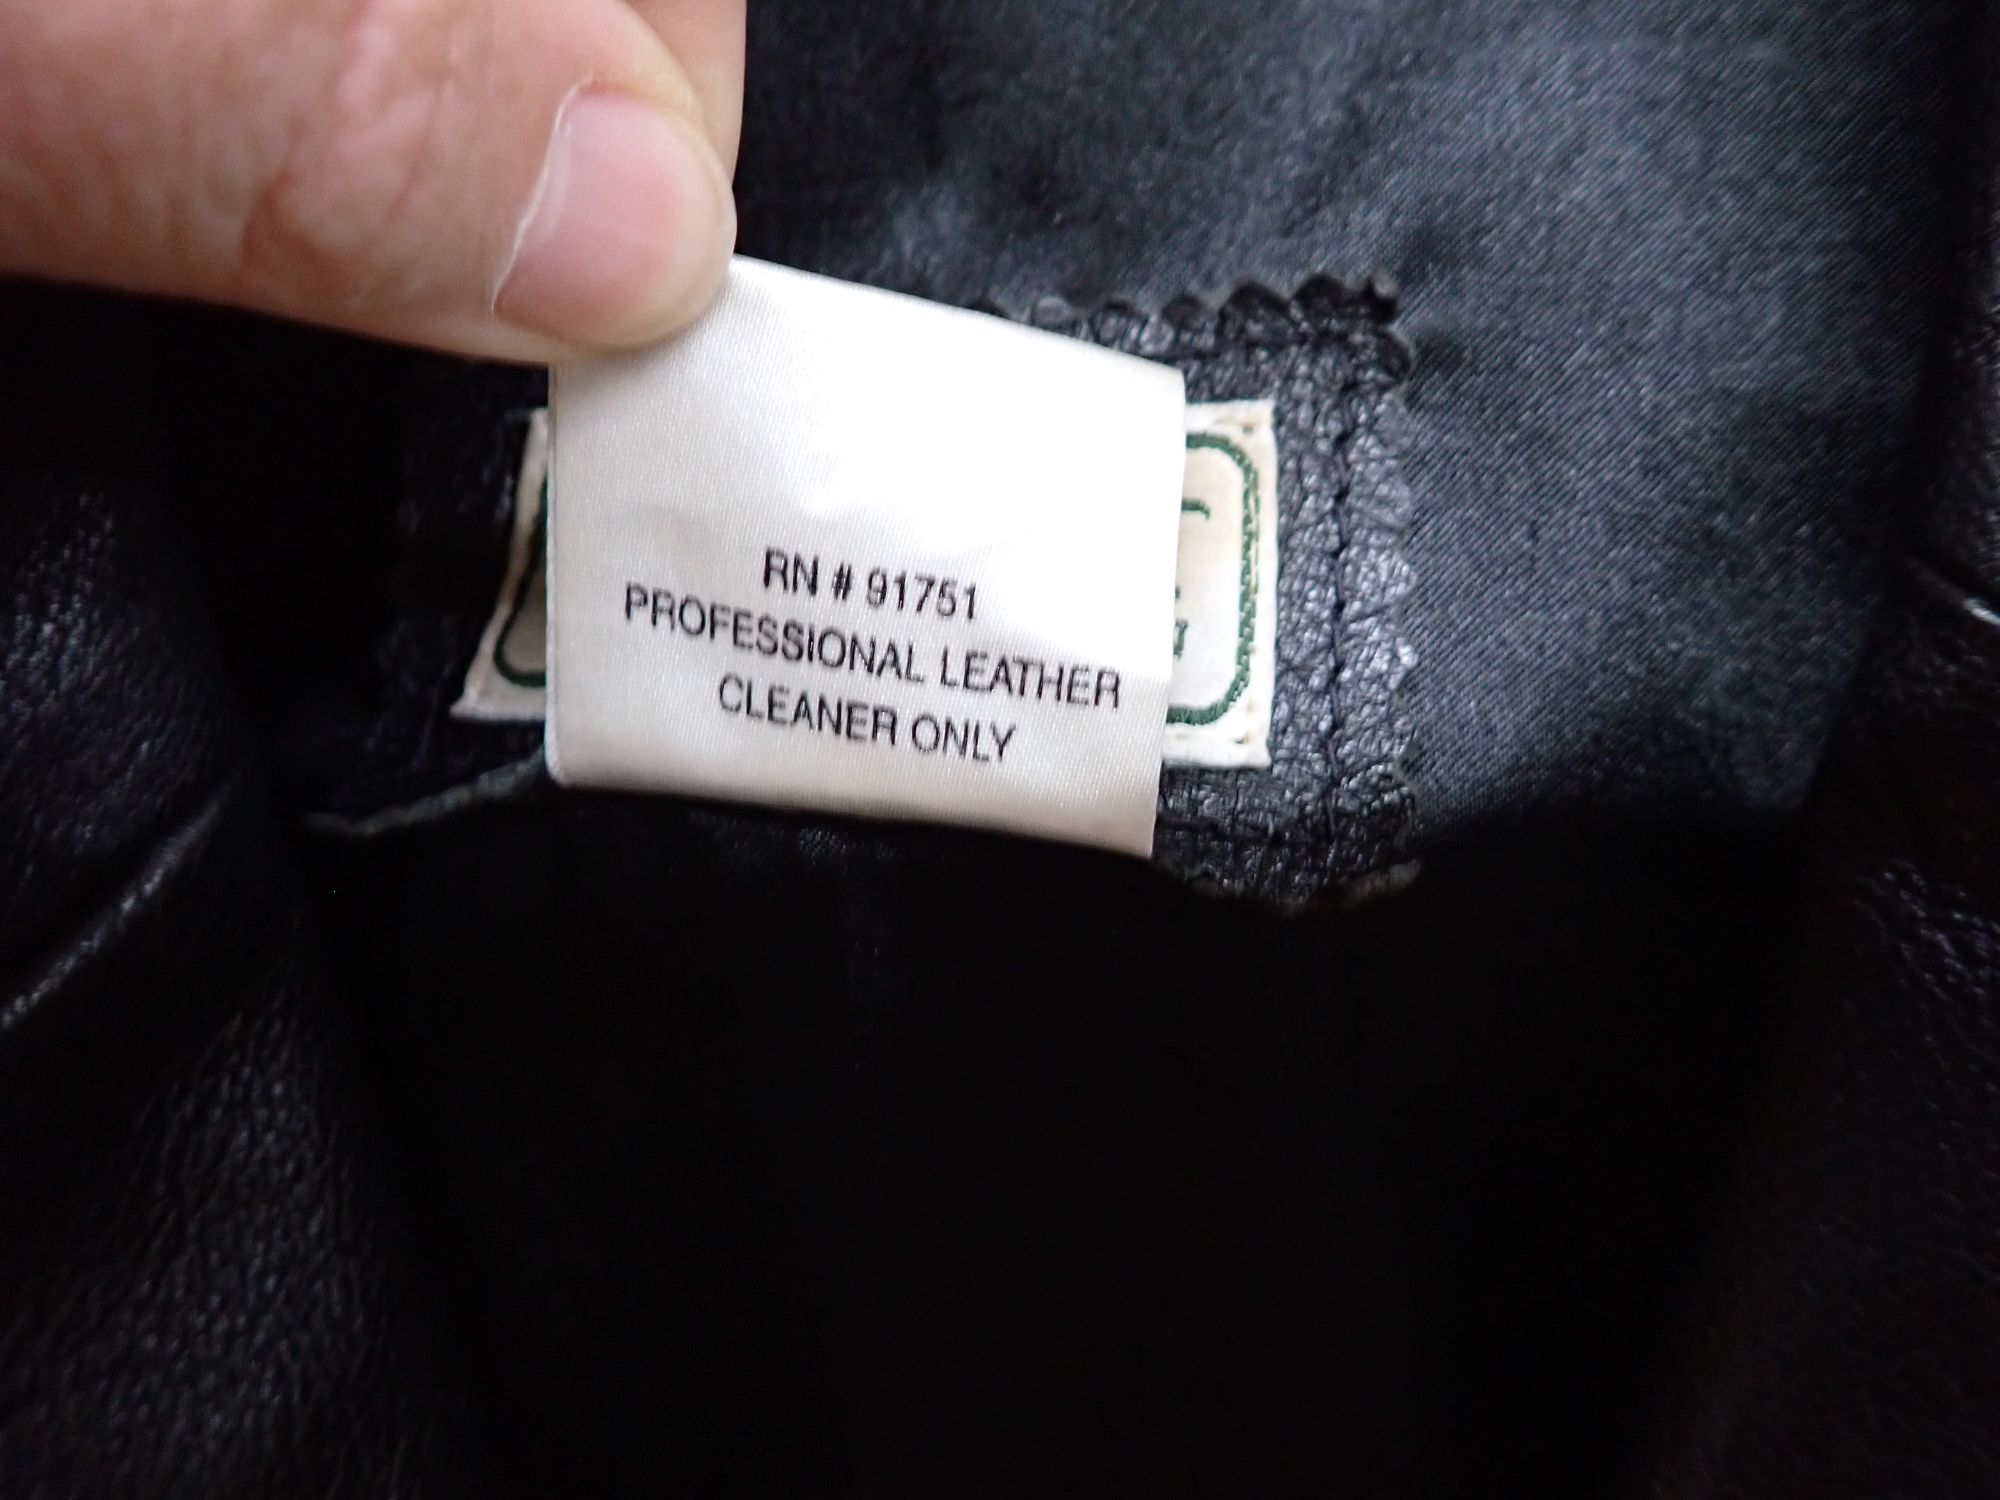 RN # 91751
PROFESSIONAL LEATHER
CLEANER ONLY